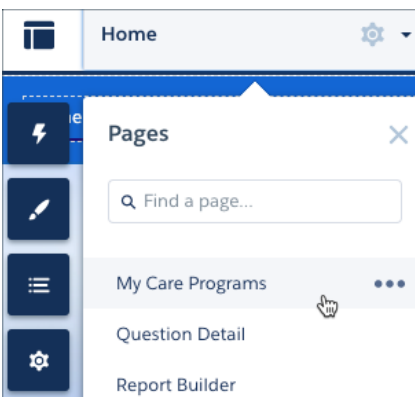 Home
Pages
Find a page...
My Care Programs
Question Detail
Report Builder